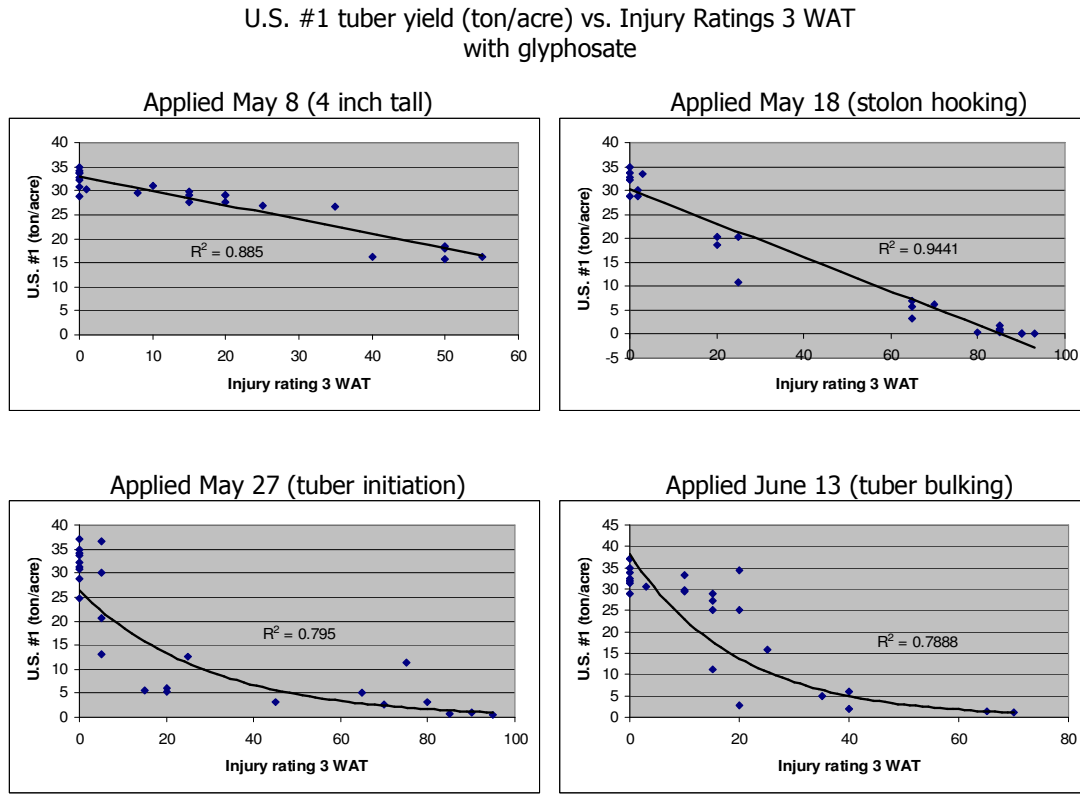 U.S. #1 tuber yield (ton/acre) vs. Injury Ratings 3 WAT
with glyphosate
Applied May 8 (4 inch tall)
U.S. #1 (ton/acre)
40
35
30
25
20
15
10
5
0
R² = 0.885
0 10 20 30 40 50 60
Injury rating 3 WAT
Applied May 18 (stolon hooking)
U.S. #1 (ton/acre)
40
35
30
25
20
15
10
5
0
-5
R² = 0.9441
0 20 40 60 80 100
Injury rating 3 WAT
Applied May 27 (tuber initiation)
U.S. #1 (ton/acre)
40
35
30
25
20
15
10
5
0
R² = 0.795
0 20 40 60 80 100
Injury rating 3 WAT
Applied June 13 (tuber bulking)
U.S. #1 (ton/acre)
45
40
35
30
25
20
15
10
5
0
R² = 0.7888
0 20 40 60 80
Injury rating 3 WAT